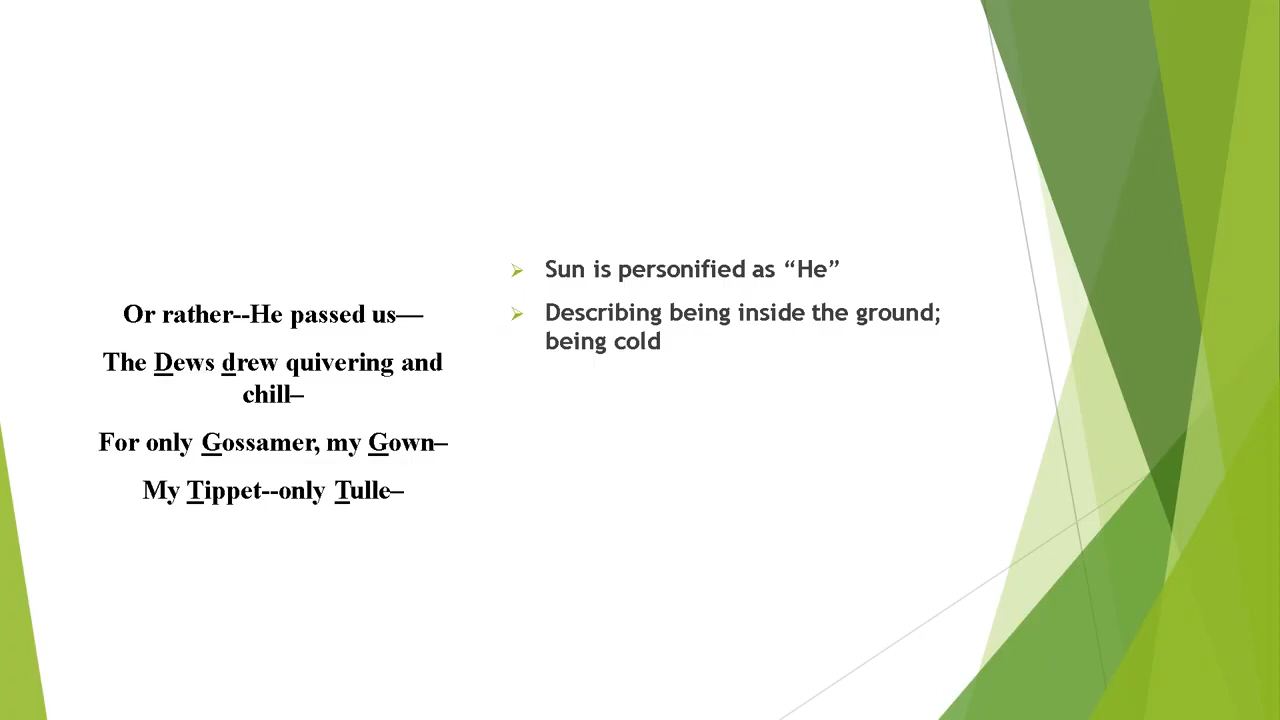 Or rather--He passed us—
The Dews drew quivering and
chill–
For only Gossamer, my Gown–
My Tippet--only Tulle–
Sun is personified as “He”
Describing being inside the ground;
being cold